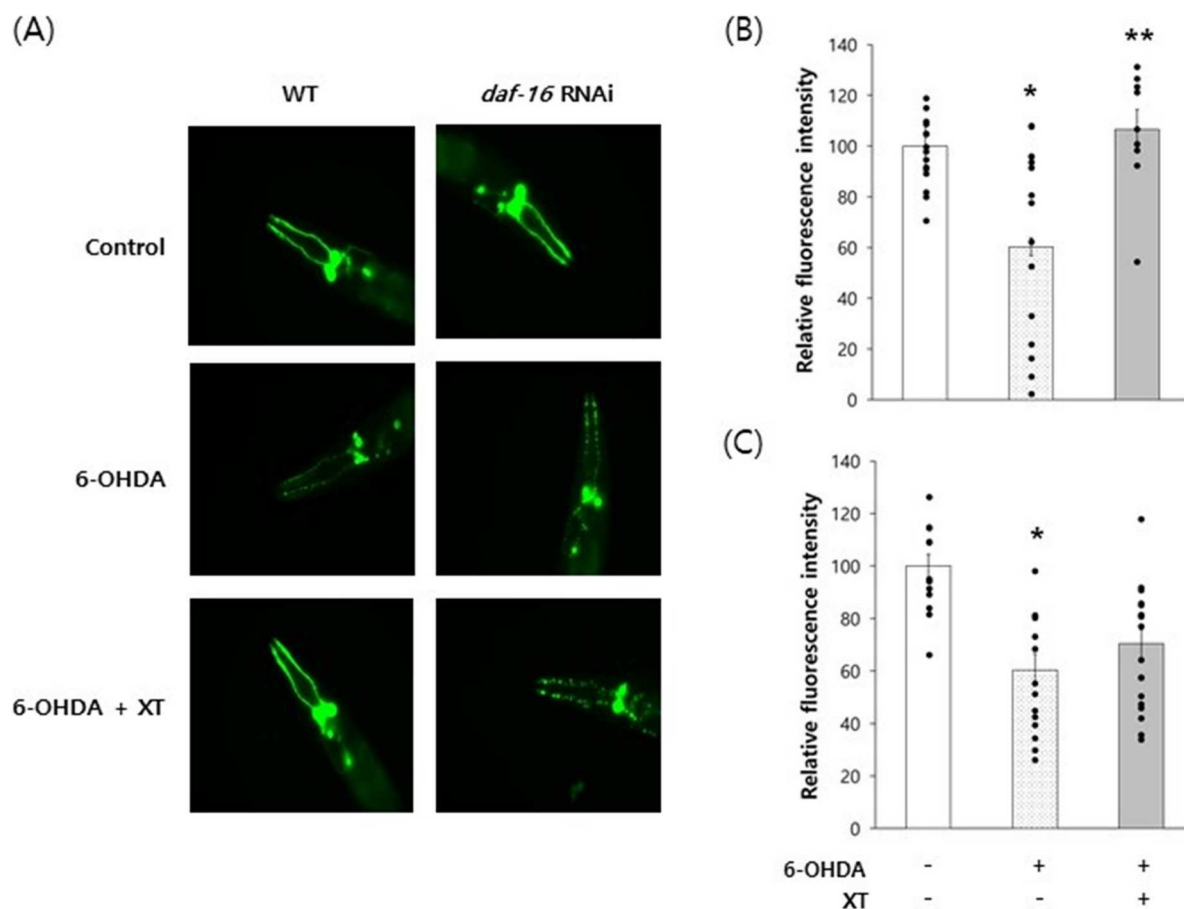 (A)
WT daf-16 RNAi
Control
6-OHDA
6-OHDA + XT
(B)
Relative fluorescence intensity
140
120
100
80
60
40
20
0
*
**
(C)
Relative fluorescence intensity
140
120
100
80
60
40
20
0
*
6-OHDA - + +
XT - - +